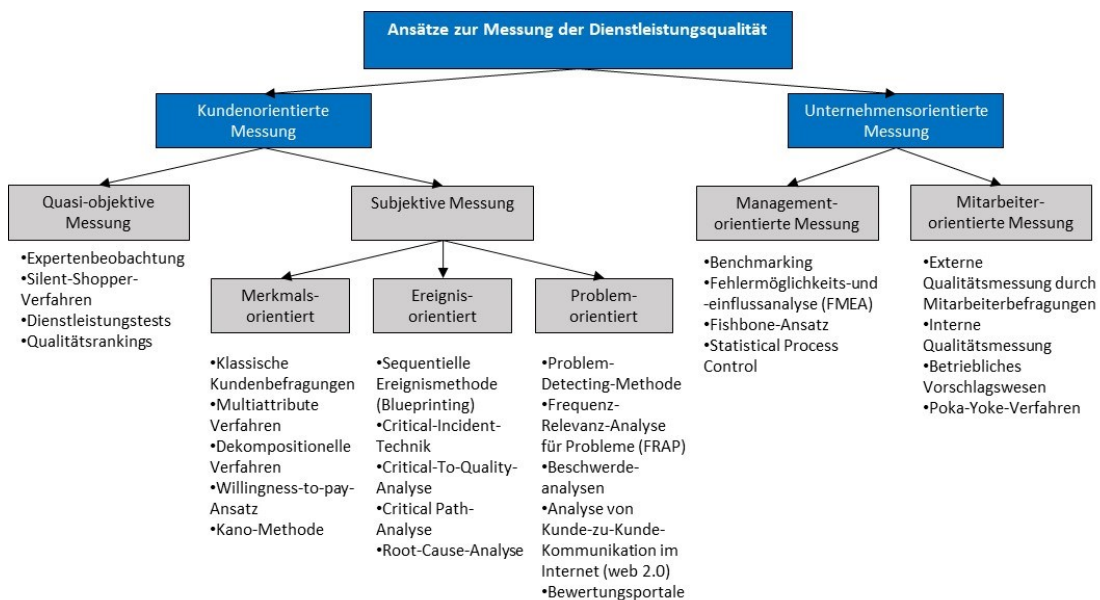 Ansätze zur Messung der Dienstleistungsqualität
Kundenorientierte
Messung
Unternehmensorientierte
Messung
Quasi-objektive
Messung
•Expertenbeobachtung
•Silent-Shopper-
Verfahren
•Dienstleistungstests
•Qualitätsrankings
Subjektive Messung
Merkmals-
orientiert
•Klassische
Kundenbefragungen
•Multiattribute
Verfahren
•Dekompositionelle
Verfahren
•Willingness-to-pay-
Ansatz
•Kano-Methode
Ereignis-
orientiert
•Sequentielle
Ereignismethode
(Blueprinting)
•Critical-Incident-
Technik
•Critical-To-Quality-
Analyse
•Critical Path-
Analyse
•Root-Cause-Analyse
Problem-
orientiert
•Problem-
Detecting-Methode
•Frequenz-
Relevanz-Analyse
für Probleme (FRAP)
•Beschwerde-
analysen
•Analyse von
Kunde-zu-Kunde-
Kommunikation im
Internet (web 2.0)
•Bewertungsportale
Management-
orientierte Messung
•Benchmarking
•Fehlermöglichkeits-und
-einflussanalyse (FMEA)
•Fishbone-Ansatz
•Statistical Process
Control
Mitarbeiter-
orientierte Messung
•Externe
Qualitätsmessung durch
Mitarbeiterbefragungen
•Interne
Qualitätsmessung
•Betriebliches
Vorschlagswesen
•Poka-Yoke-Verfahren